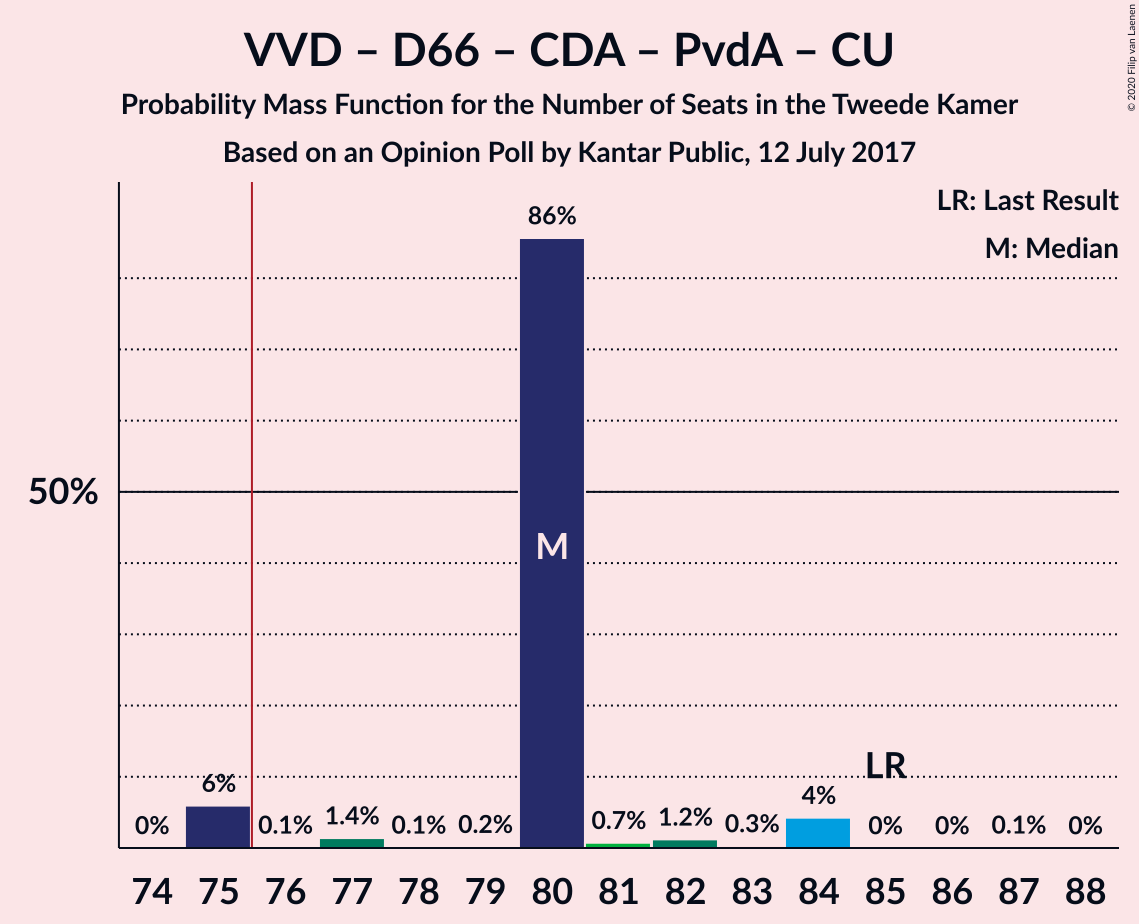 VVD – D66 – CDA – PvdA – CU
Probability Mass Function for the Number of Seats in the Tweede Kamer
Based on an Opinion Poll by Kantar Public, 12 July 2017
© 2020 Filip van Laenen
LR: Last Result
M: Median
50%
0% 6% 0.1% 1.4% 0.1% 0.2% 86% 0.7% 1.2% 0.3% 4% 0% 0% 0.1% 0%
M
LR
74 75 76 77 78 79 80 81 82 83 84 85 86 87 88